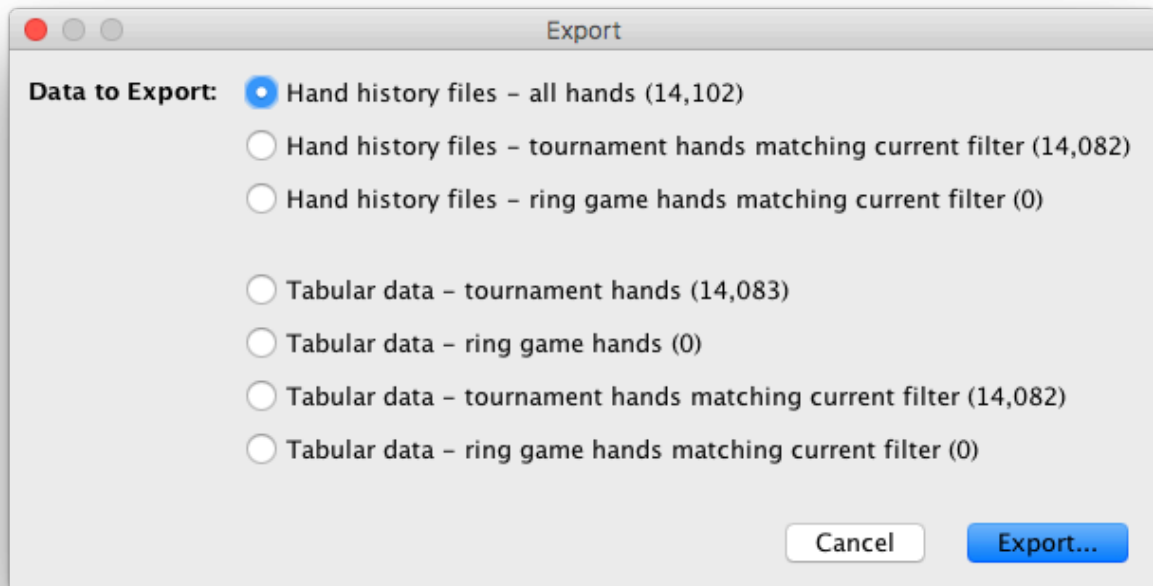 Export
Data to Export: Hand history files – all hands (14,102)
Hand history files – tournament hands matching current filter (14,082)
Hand history files – ring game hands matching current filter (0)
Tabular data – tournament hands (14,083)
Tabular data – ring game hands (0)
Tabular data – tournament hands matching current filter (14,082)
Tabular data – ring game hands matching current filter (0)
Cancel Export...